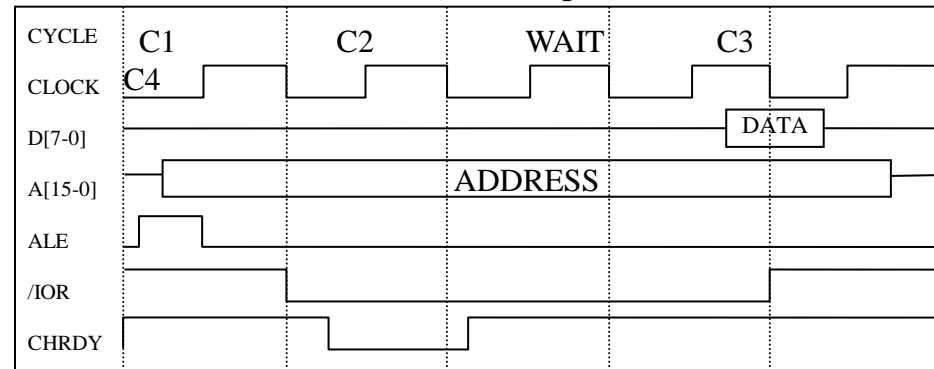 CYCLE C1 C2 WAIT C3
CLOCK C4
D[7-0] DATA
A[15-0] ADDRESS
ALE
/IOR
CHRDY